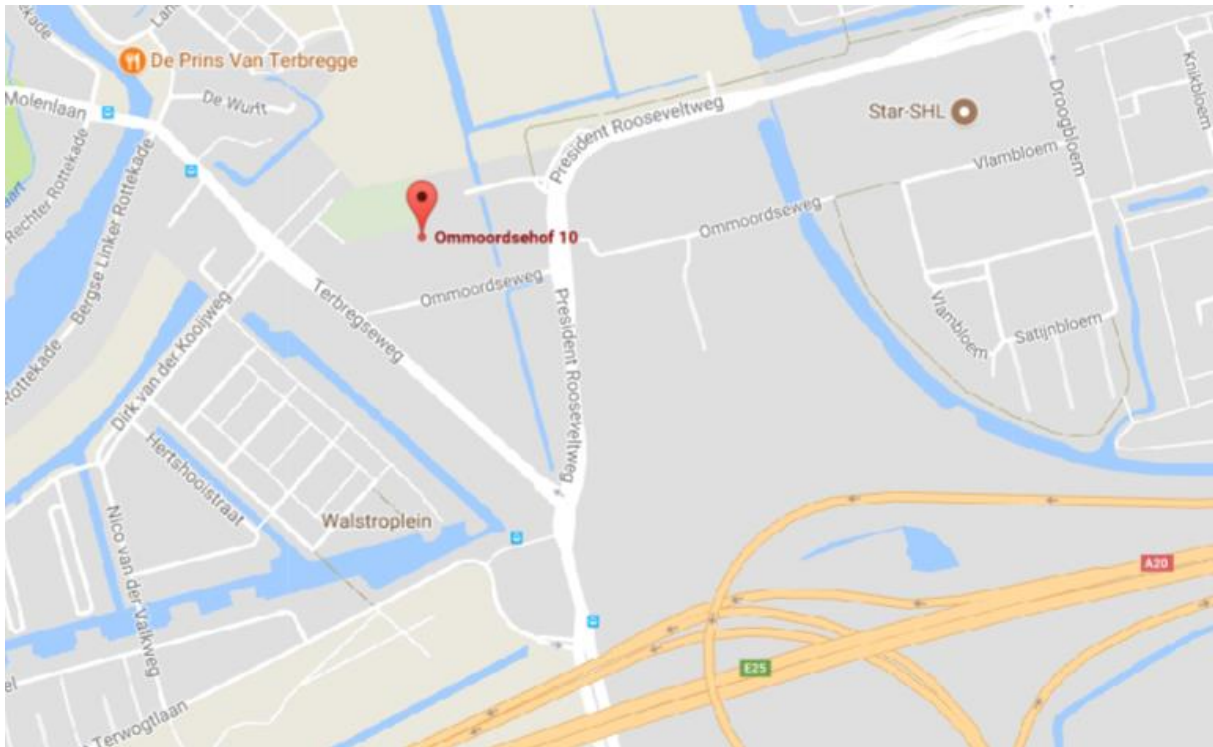 De Prins Van Terbregge
Molenlaan
De Wurft
Rechter Rottekade
Bergse Linker Rottekade
Rottekade
President Rooseveltweg
Star-SHL
Droogbloem
Knikbloem
Vlambloem
Ommoordsehof 10
Ommoordseweg
Ommoordseweg
Terbregseweg
President Rooseveltweg
Dirk van der Kooijweg
Vlambloem
Satijnbloem
Hertshooistraat
Walstroplein
Nico van der Valkweg
A20
E25
Terwogtlaan